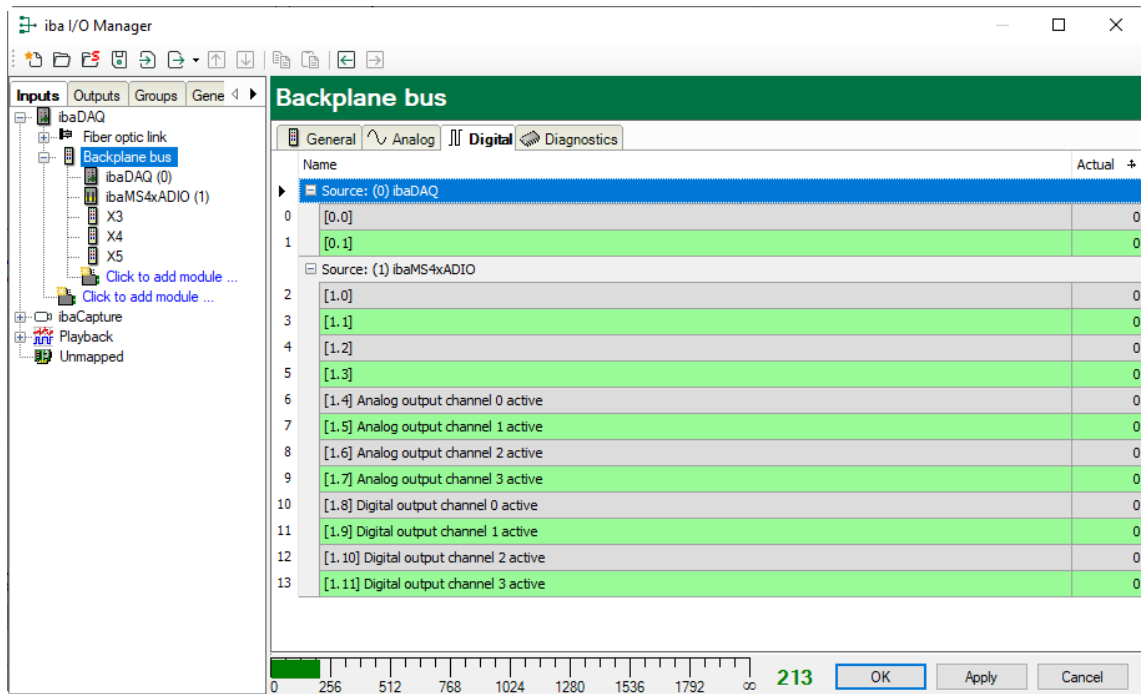 iba I/O Manager
Inputs Outputs Groups Gene
ibaDAQ
Fiber optic link
Backplane bus
ibaDAQ (0)
ibaMS4xADIO (1)
X3
X4
X5
Click to add module ...
Click to add module ...
ibaCapture
Playback
Unmapped
Backplane bus
General Analog Digital Diagnostics
Name Actual
Source: (0) ibaDAQ
0 [0.0] 0
1 [0.1] 0
Source: (1) ibaMS4xADIO
2 [1.0] 0
3 [1.1] 0
4 [1.2] 0
5 [1.3] 0
6 [1.4] Analog output channel 0 active 0
7 [1.5] Analog output channel 1 active 0
8 [1.6] Analog output channel 2 active 0
9 [1.7] Analog output channel 3 active 0
10 [1.8] Digital output channel 0 active 0
11 [1.9] Digital output channel 1 active 0
12 [1.10] Digital output channel 2 active 0
13 [1.11] Digital output channel 3 active 0
0 256 512 768 1024 1280 1536 1792 ∞ 213 OK Apply Cancel